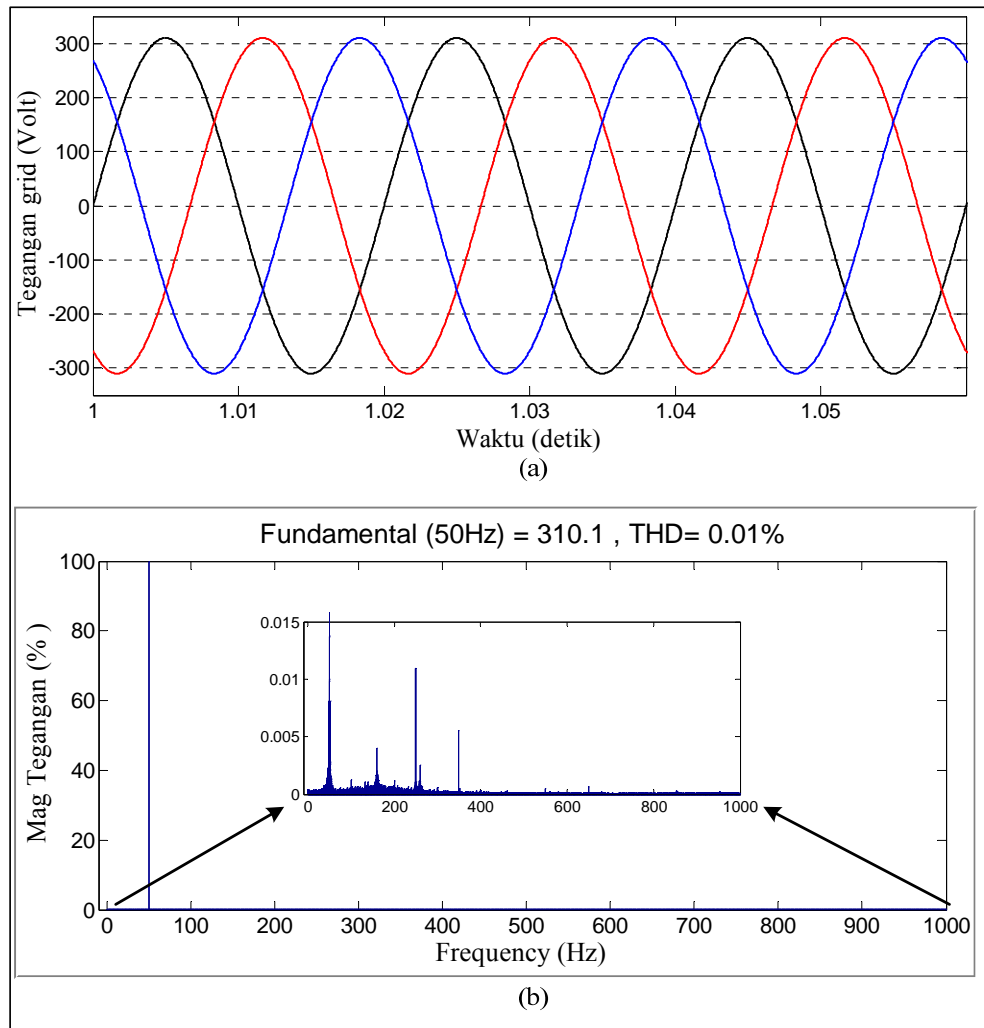 300
200
100
0
-100
-200
-300
Tegangan grid (Volt)
1 1.01 1.02 1.03 1.04 1.05
Waktu (detik)
(a)
Fundamental (50Hz) = 310.1 , THD= 0.01%
100
80
60
40
20
0
Mag Tegangan (% )
0.015
0.01
0.005
0
0 200 400 600 800 1000
0 100 200 300 400 500 600 700 800 900 1000
Frequency (Hz)
(b)